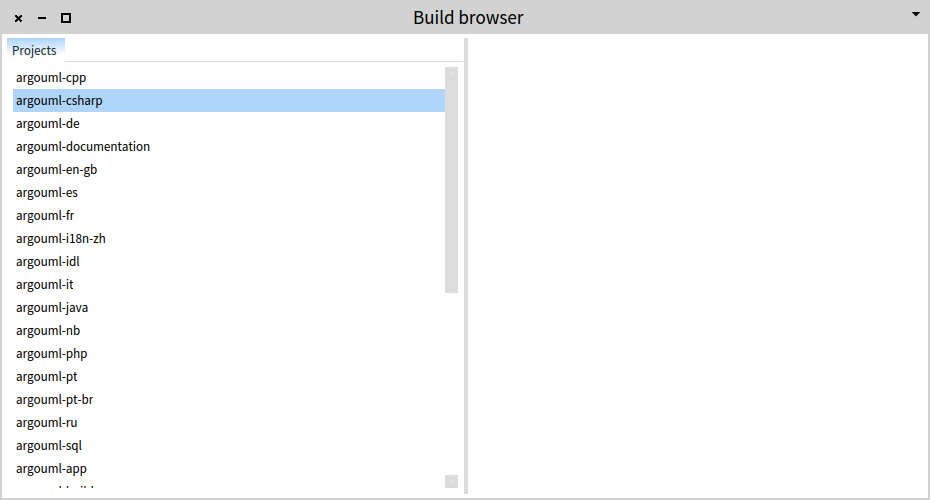 Build browser
Projects
argouml-cpp
argouml-csharp
argouml-de
argouml-documentation
argouml-en-gb
argouml-es
argouml-fr
argouml-i18n-zh
argouml-idl
argouml-it
argouml-java
argouml-nb
argouml-php
argouml-pt
argouml-pt-br
argouml-ru
argouml-sql
argouml-app